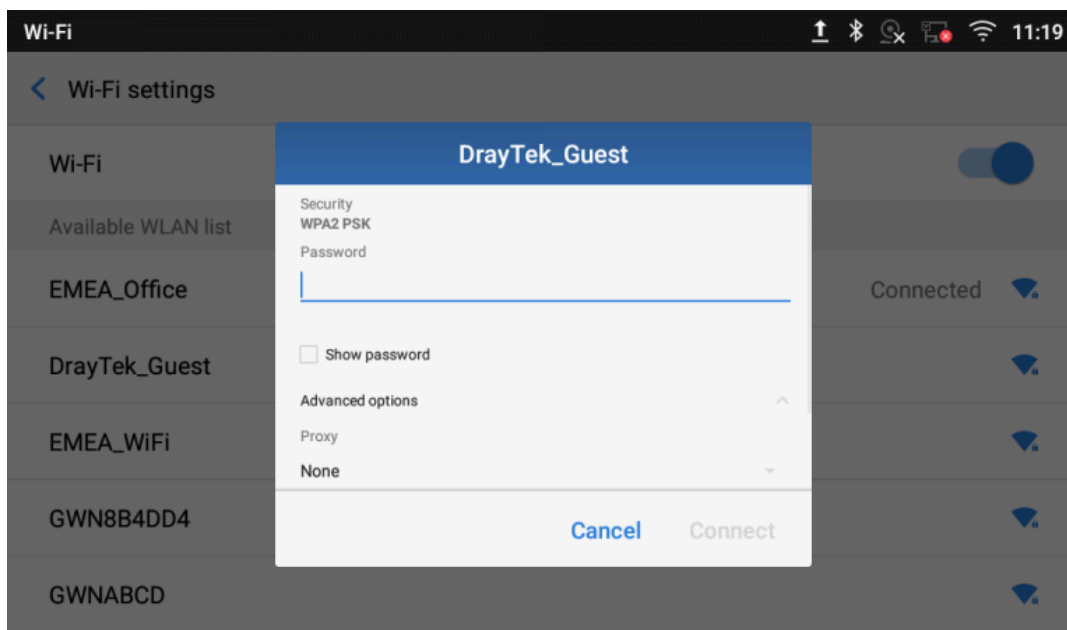 Wi-Fi 11:19
Wi-Fi settings
Wi-Fi
Available WLAN list
EMEA_Office Connected
DrayTek_Guest
EMEA_WiFi
GWN8B4DD4
GWNABCD
DrayTek_Guest
Security
WPA2 PSK
Password
Show password
Advanced options
Proxy
None
Cancel Connect